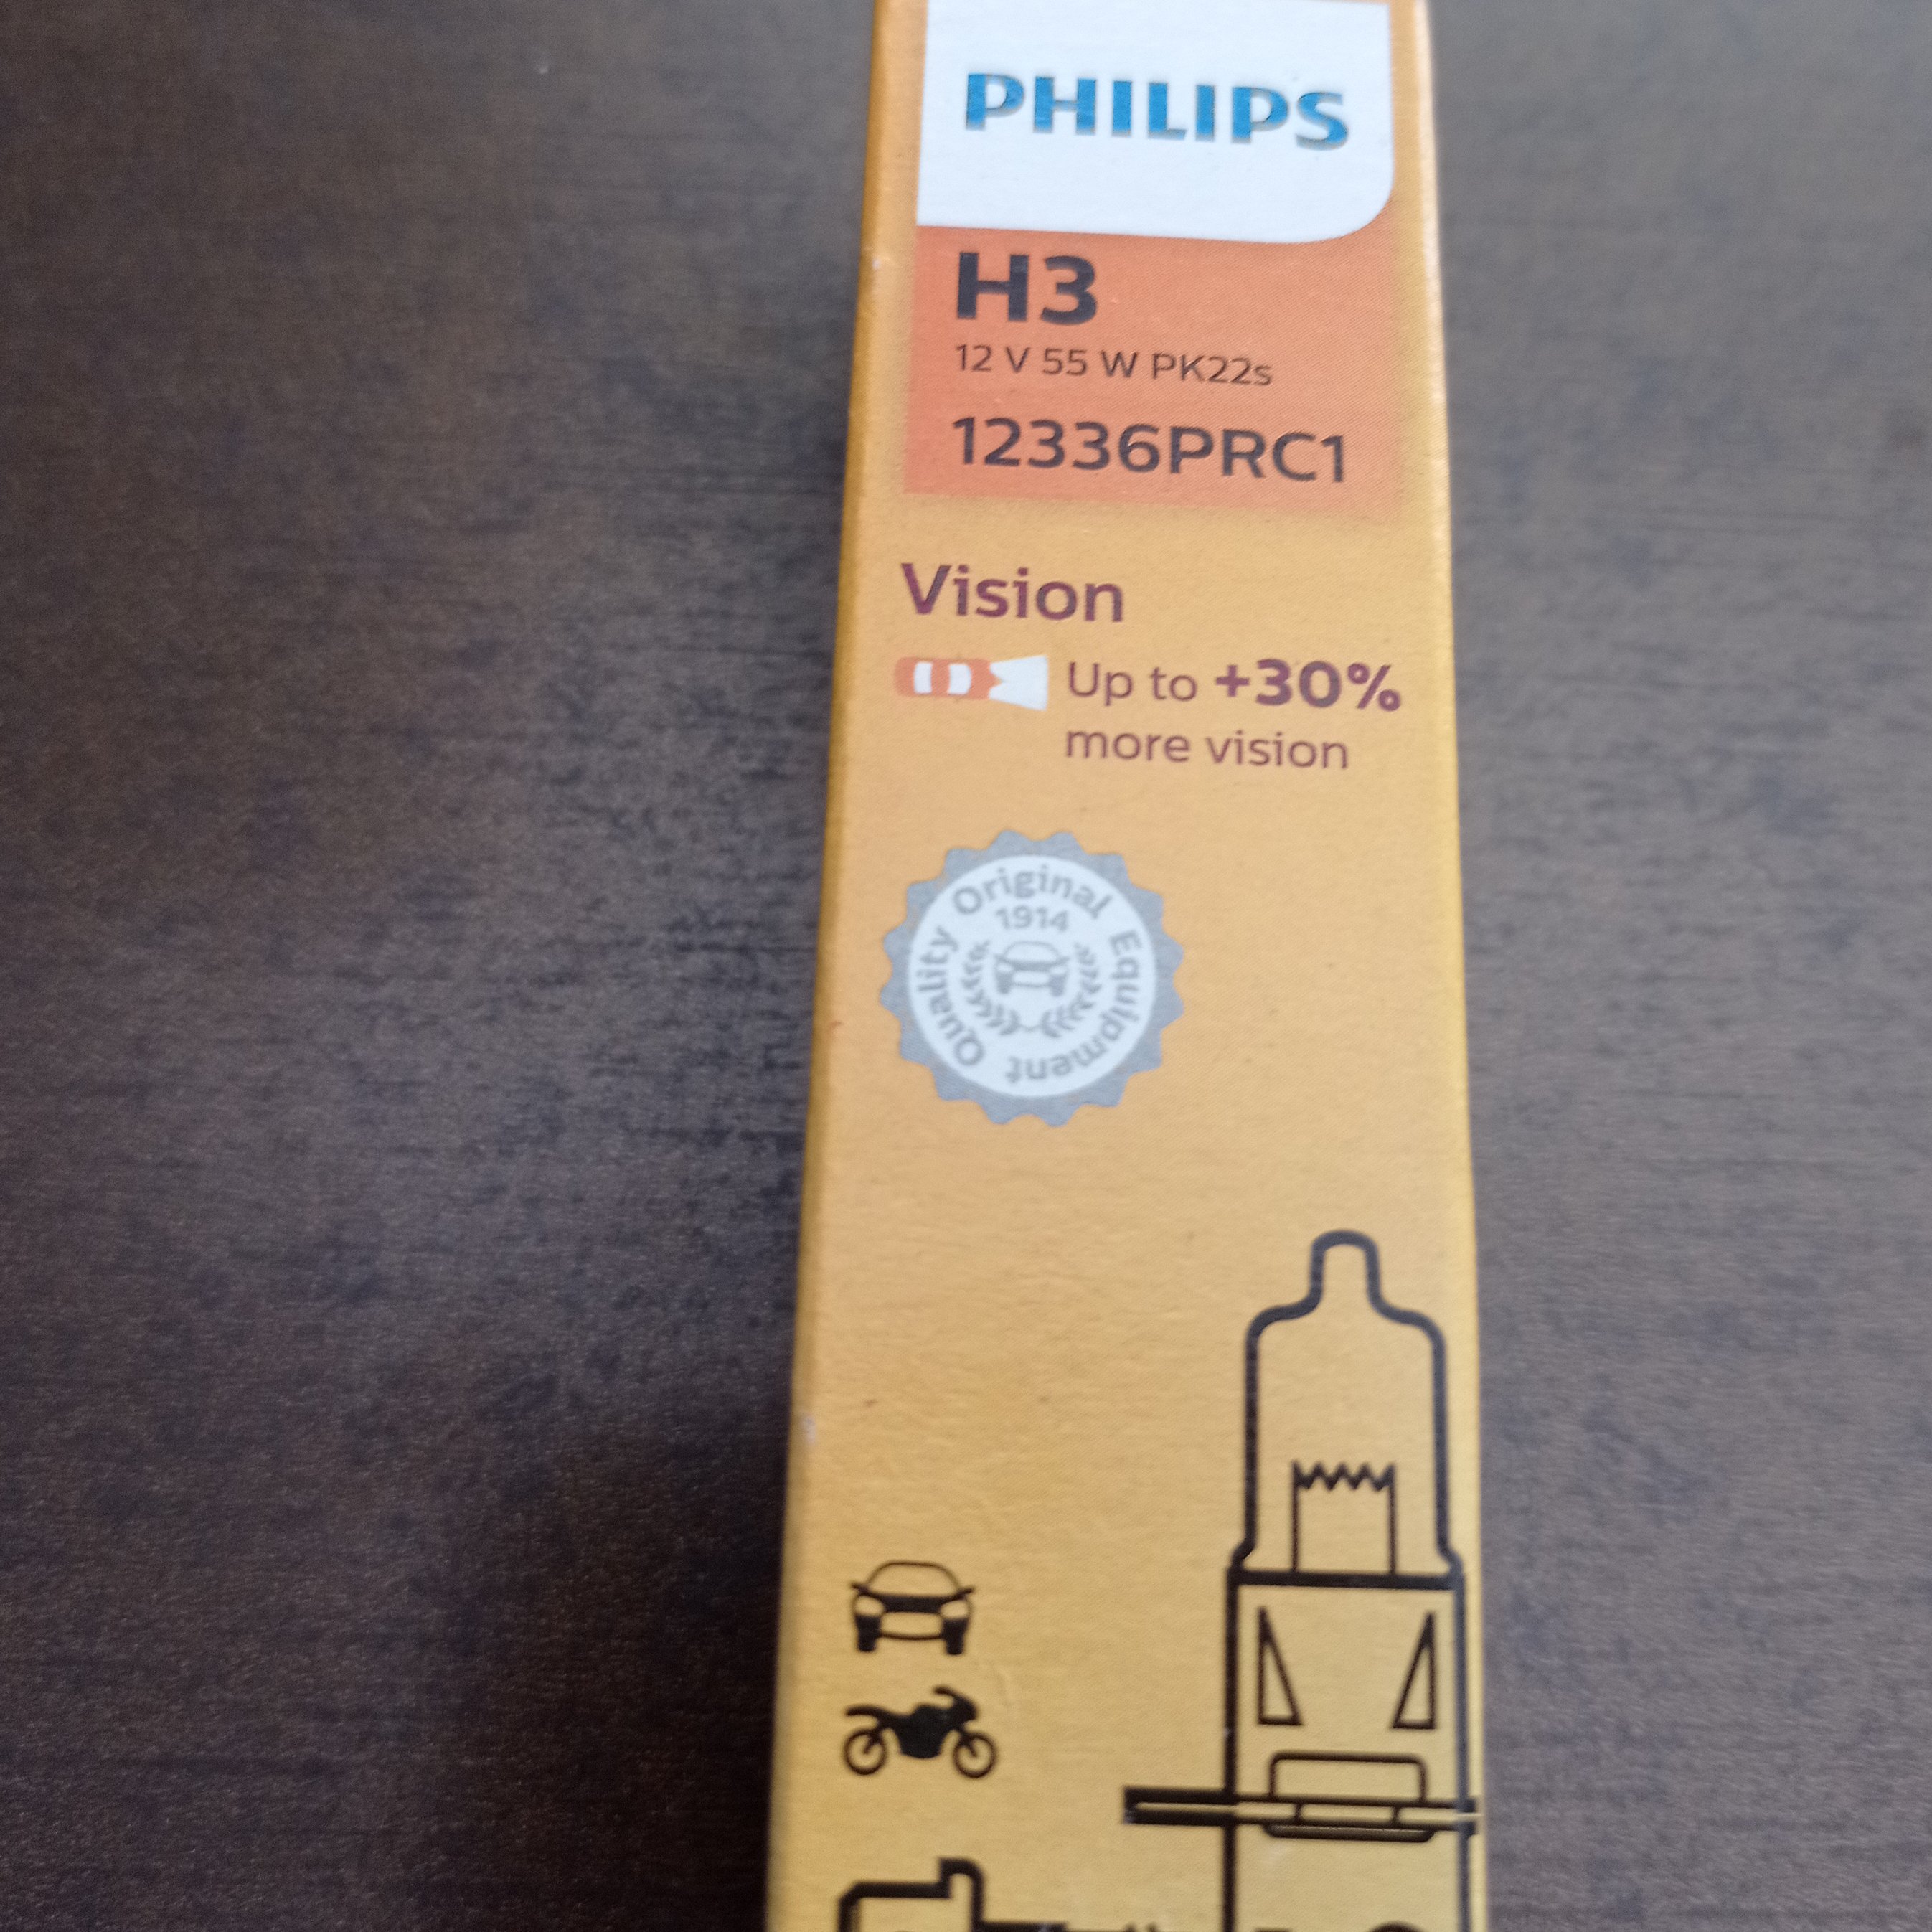 PHILIPS
H3
12 V 55 W PK22s
12336PRC1
Vision
Up to +30%
more vision
Original Equipment Quality
1914